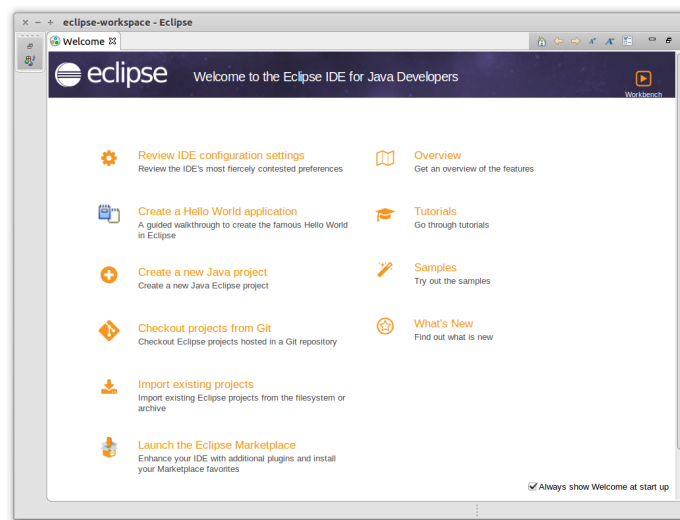 eclipse-workspace - Eclipse
Welcome
eclipse
Welcome to the Eclipse IDE for Java Developers
Workbench
Review IDE configuration settings
Review the IDE's most fiercely contested preferences
Create a Hello World application
A guided walkthrough to create the famous Hello World
in Eclipse
Create a new Java project
Create a new Java Eclipse project
Checkout projects from Git
Checkout Eclipse projects hosted in a Git repository
Import existing projects
Import existing Eclipse projects from the filesystem or
archive
Launch the Eclipse Marketplace
Enhance your IDE with additional plugins and install
your Marketplace favorites
Overview
Get an overview of the features
Tutorials
Go through tutorials
Samples
Try out the samples
What's New
Find out what is new
Always show Welcome at start up